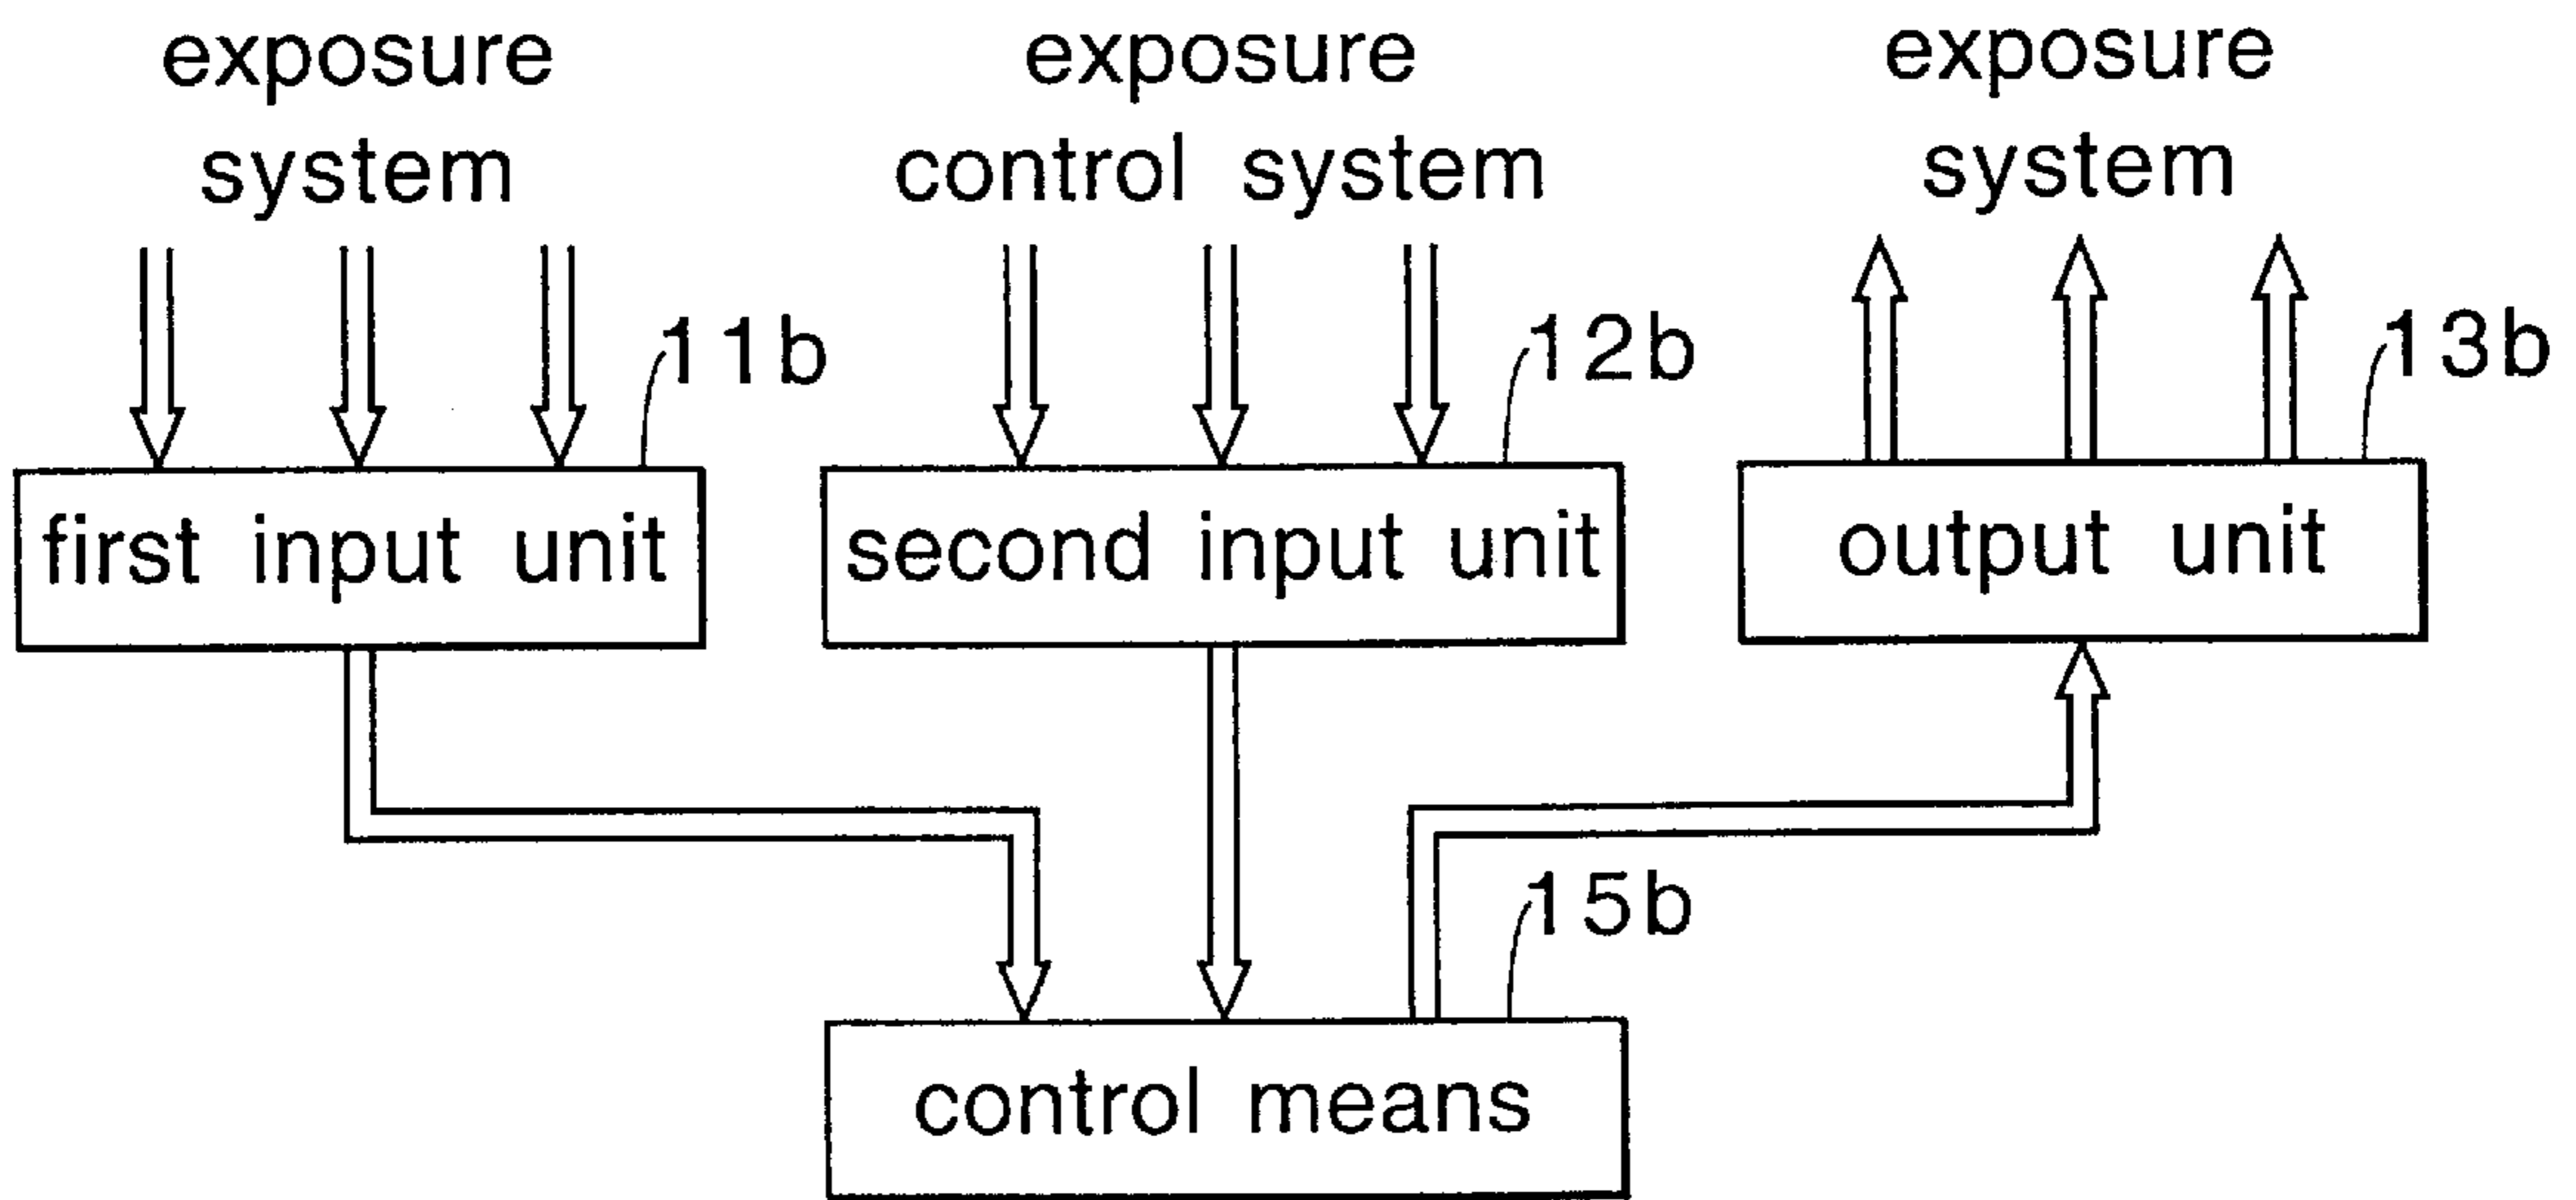 exposure
system
exposure
control system
exposure
system
11b
12b
13b
first input unit
second input unit
output unit
15b
control means